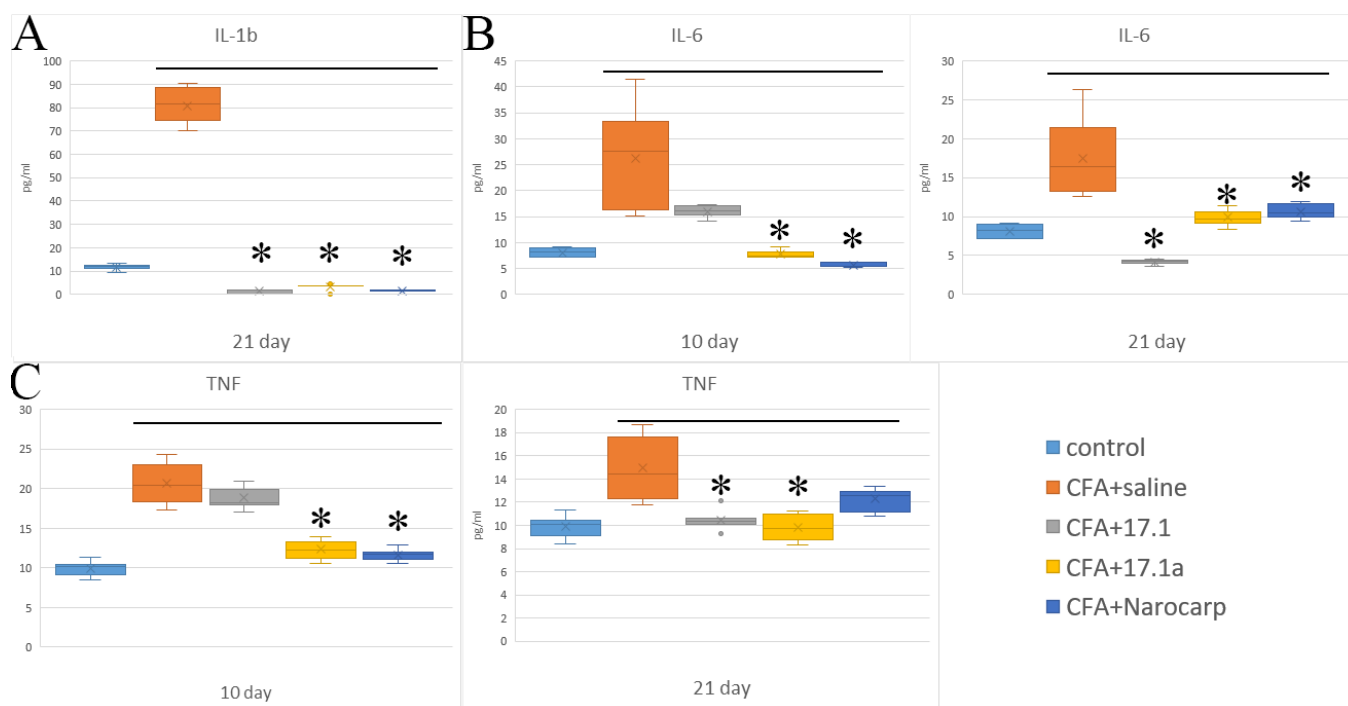 A
IL-1b
100
90
80
70
60
50
40
30
20
10
0
pg/ml
*
*
*
21 day
B
IL-6
45
40
35
30
25
20
15
10
5
0
pg/ml
*
*
10 day
IL-6
30
25
20
15
10
5
0
pg/ml
*
*
*
21 day
C
TNF
30
25
20
15
10
5
0
pg/ml
*
*
10 day
TNF
20
18
16
14
12
10
8
6
4
2
0
pg/ml
*
*
21 day
control
CFA+saline
CFA+17.1
CFA+17.1a
CFA+Narocarp